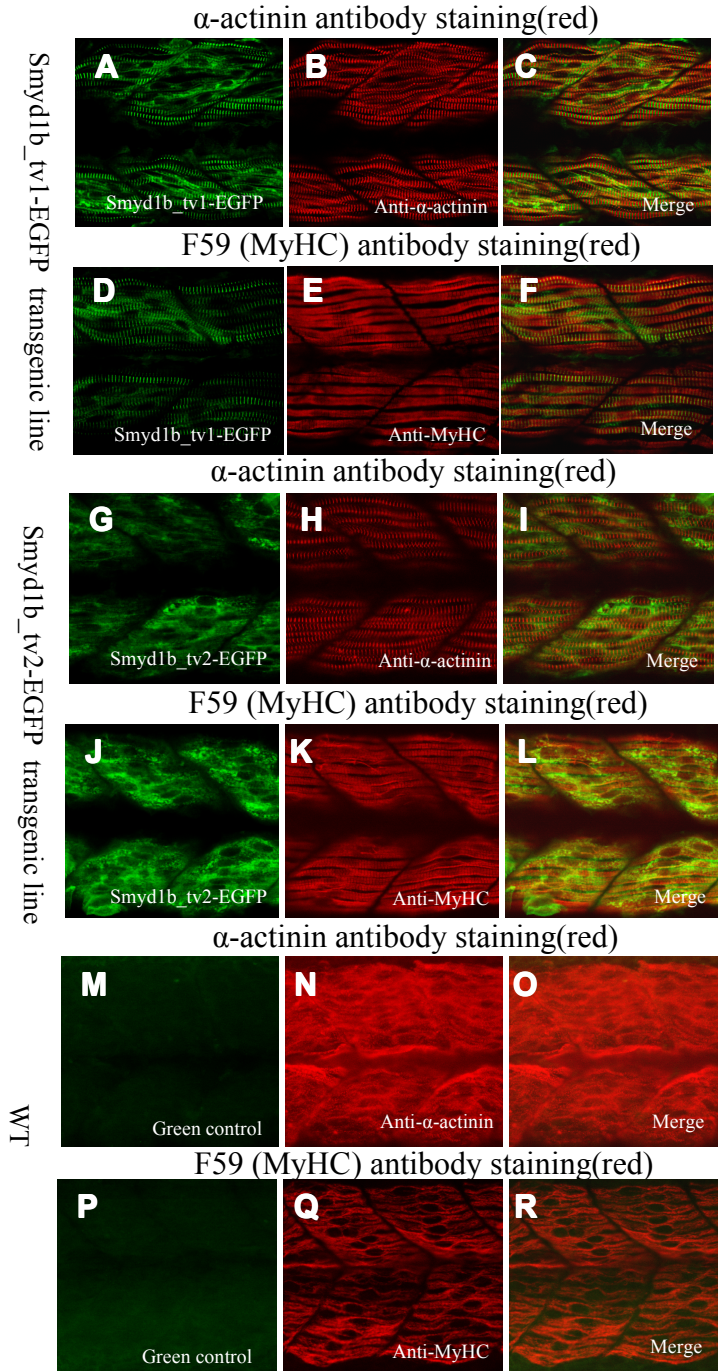 α-actinin antibody staining(red)
Smyd1b_tv1-EGFP transgenic line
A
B
C
Smyd1b_tv1-EGFP
Anti-α-actinin
Merge
F59 (MyHC) antibody staining(red)
D
E
F
Smyd1b_tv1-EGFP
Anti-MyHC
Merge
α-actinin antibody staining(red)
Smyd1b_tv2-EGFP transgenic line
G
H
I
Smyd1b_tv2-EGFP
Anti-α-actinin
Merge
F59 (MyHC) antibody staining(red)
J
K
L
Smyd1b_tv2-EGFP
Anti-MyHC
Merge
α-actinin antibody staining(red)
WT
M
N
O
Green control
Anti-α-actinin
Merge
F59 (MyHC) antibody staining(red)
P
Q
R
Green control
Anti-MyHC
Merge